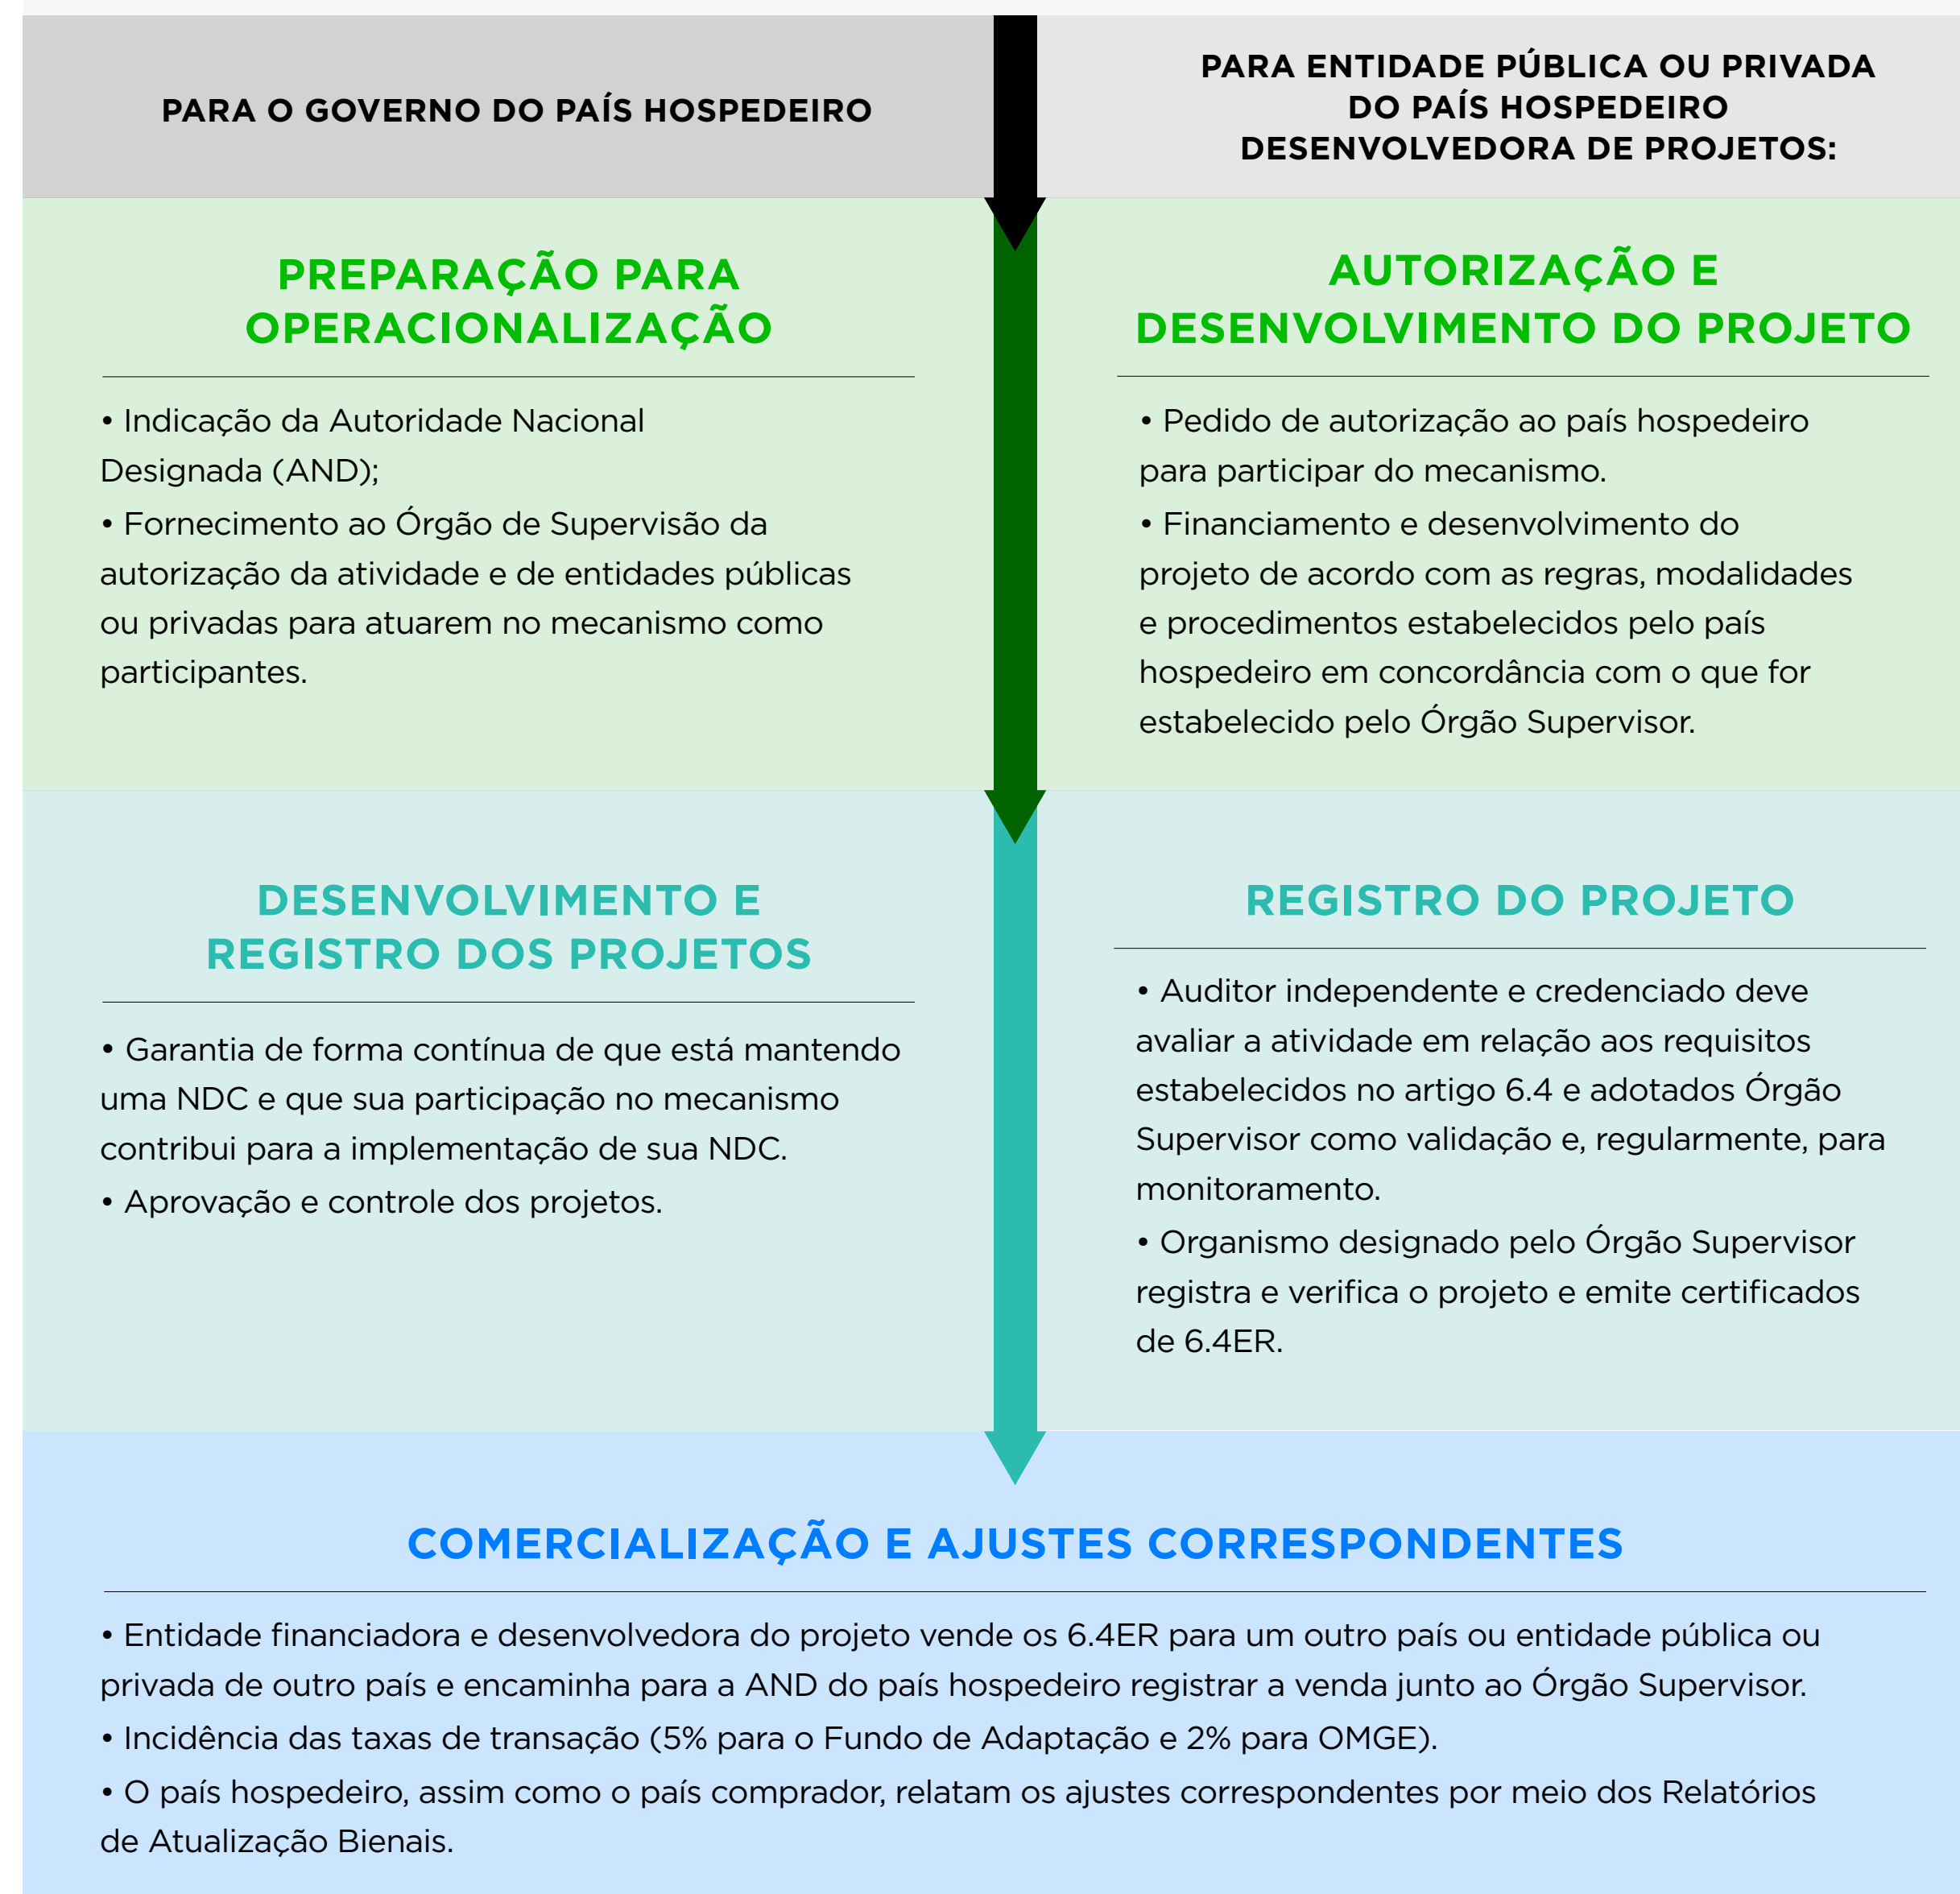 PARA O GOVERNO DO PAÍS HOSPEDEIRO
PARA ENTIDADE PÚBLICA OU PRIVADA
DO PAÍS HOSPEDEIRO
DESENVOLVEDORA DE PROJETOS:
PREPARAÇÃO PARA
OPERACIONALIZAÇÃO
• Indicação da Autoridade Nacional
Designada (AND);
• Fornecimento ao Órgão de Supervisão da
autorização da atividade e de entidades públicas
ou privadas para atuarem no mecanismo como
participantes.
AUTORIZAÇÃO E
DESENVOLVIMENTO DO PROJETO
• Pedido de autorização ao país hospedeiro
para participar do mecanismo.
• Financiamento e desenvolvimento do
projeto de acordo com as regras, modalidades
e procedimentos estabelecidos pelo país
hospedeiro em concordância com o que for
estabelecido pelo Órgão Supervisor.
DESENVOLVIMENTO E
REGISTRO DOS PROJETOS
• Garantia de forma contínua de que está mantendo
uma NDC e que sua participação no mecanismo
contribui para a implementação de sua NDC.
• Aprovação e controle dos projetos.
REGISTRO DO PROJETO
• Auditor independente e credenciado deve
avaliar a atividade em relação aos requisitos
estabelecidos no artigo 6.4 e adotados Órgão
Supervisor como validação e, regularmente, para
monitoramento.
• Organismo designado pelo Órgão Supervisor
registra e verifica o projeto e emite certificados
de 6.4ER.
COMERCIALIZAÇÃO E AJUSTES CORRESPONDENTES
• Entidade financiadora e desenvolvedora do projeto vende os 6.4ER para um outro país ou entidade pública ou
privada de outro país e encaminha para a AND do país hospedeiro registrar a venda junto ao Órgão Supervisor.
• Incidência das taxas de transação (5% para o Fundo de Adaptação e 2% para OMGE).
• O país hospedeiro, assim como o país comprador, relatam os ajustes correspondentes por meio dos Relatórios
de Atualização Bienais.